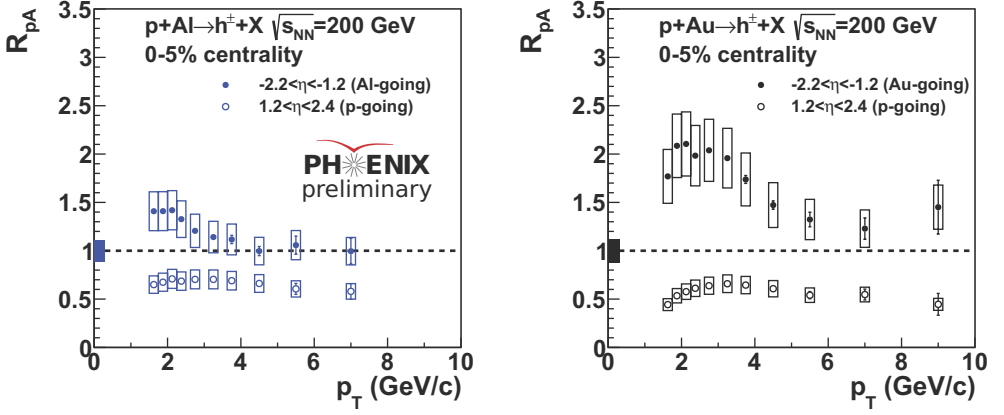 R_pA
3.5
3
2.5
2
1.5
1
0.5
0
p+Al→h±+X √s_NN=200 GeV
0-5% centrality
-2.2<η<-1.2 (Al-going)
1.2<η<2.4 (p-going)
PHENIX
preliminary
0 2 4 6 8 10
p_T (GeV/c)
R_pA
3.5
3
2.5
2
1.5
1
0.5
0
p+Au→h±+X √s_NN=200 GeV
0-5% centrality
-2.2<η<-1.2 (Au-going)
1.2<η<2.4 (p-going)
0 2 4 6 8 10
p_T (GeV/c)